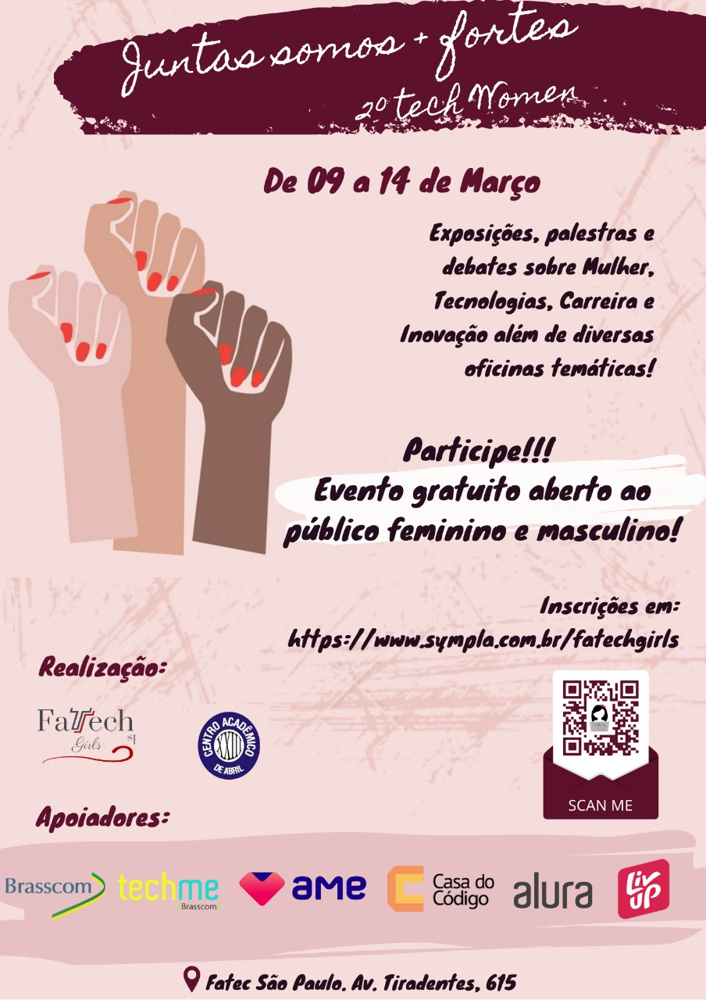 Juntas somos + fortes
2º tech Women
De 09 a 14 de Março
Exposições, palestras e
debates sobre Mulher,
Tecnologias, Carreira e
Inovação além de diversas
oficinas temáticas!
Participe!!!
Evento gratuito aberto ao
público feminino e masculino!
Inscrições em:
https://www.sympla.com.br/fatechgirls
Realização:
FaTech
Girls
SP
CENTRO ACADÊMICO
XXIII
DE ABRIL
SCAN ME
Apoiadores:
Brasscom
techme
Brasscom
AME
Casa do
Código
alura
Liv
UP
Fatec São Paulo. Av. Tiradentes, 615